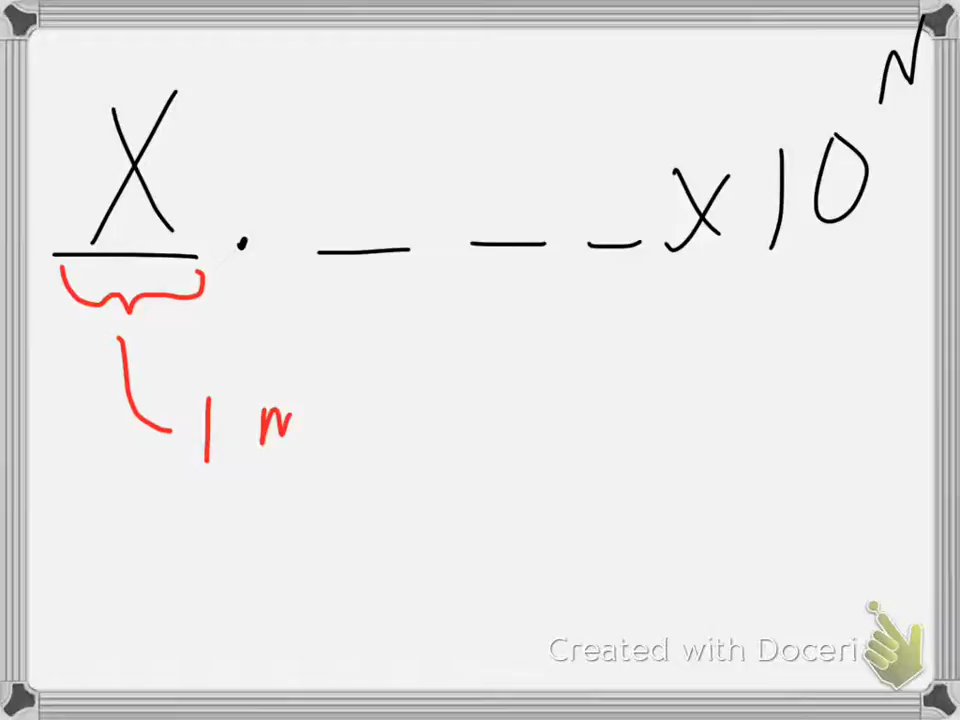 X . _ _ _ x 10^N
1 n
Created with Doceri